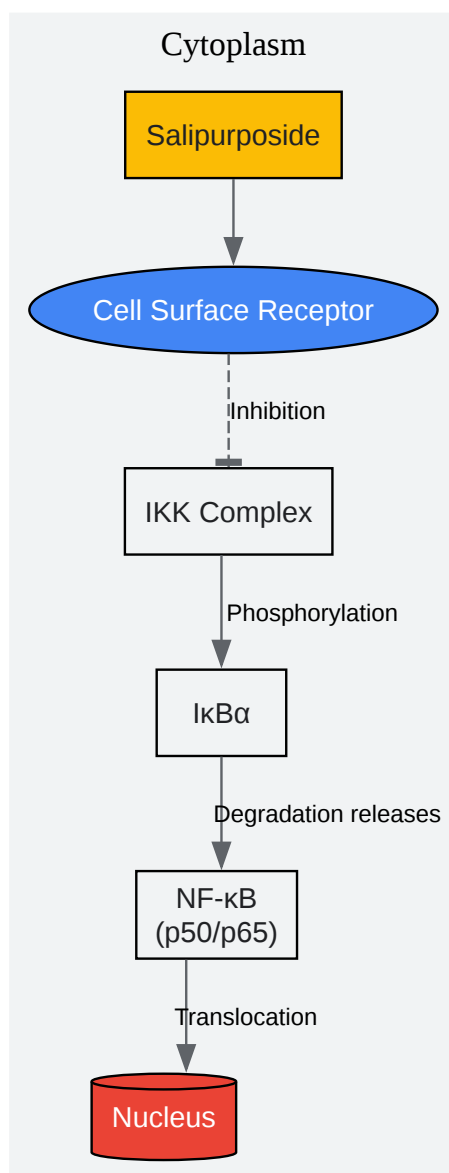 Cytoplasm
Salipurposide
Cell Surface Receptor
Inhibition
IKK Complex
Phosphorylation
IκBα
Degradation releases
NF-κB
(p50/p65)
Translocation
Nucleus